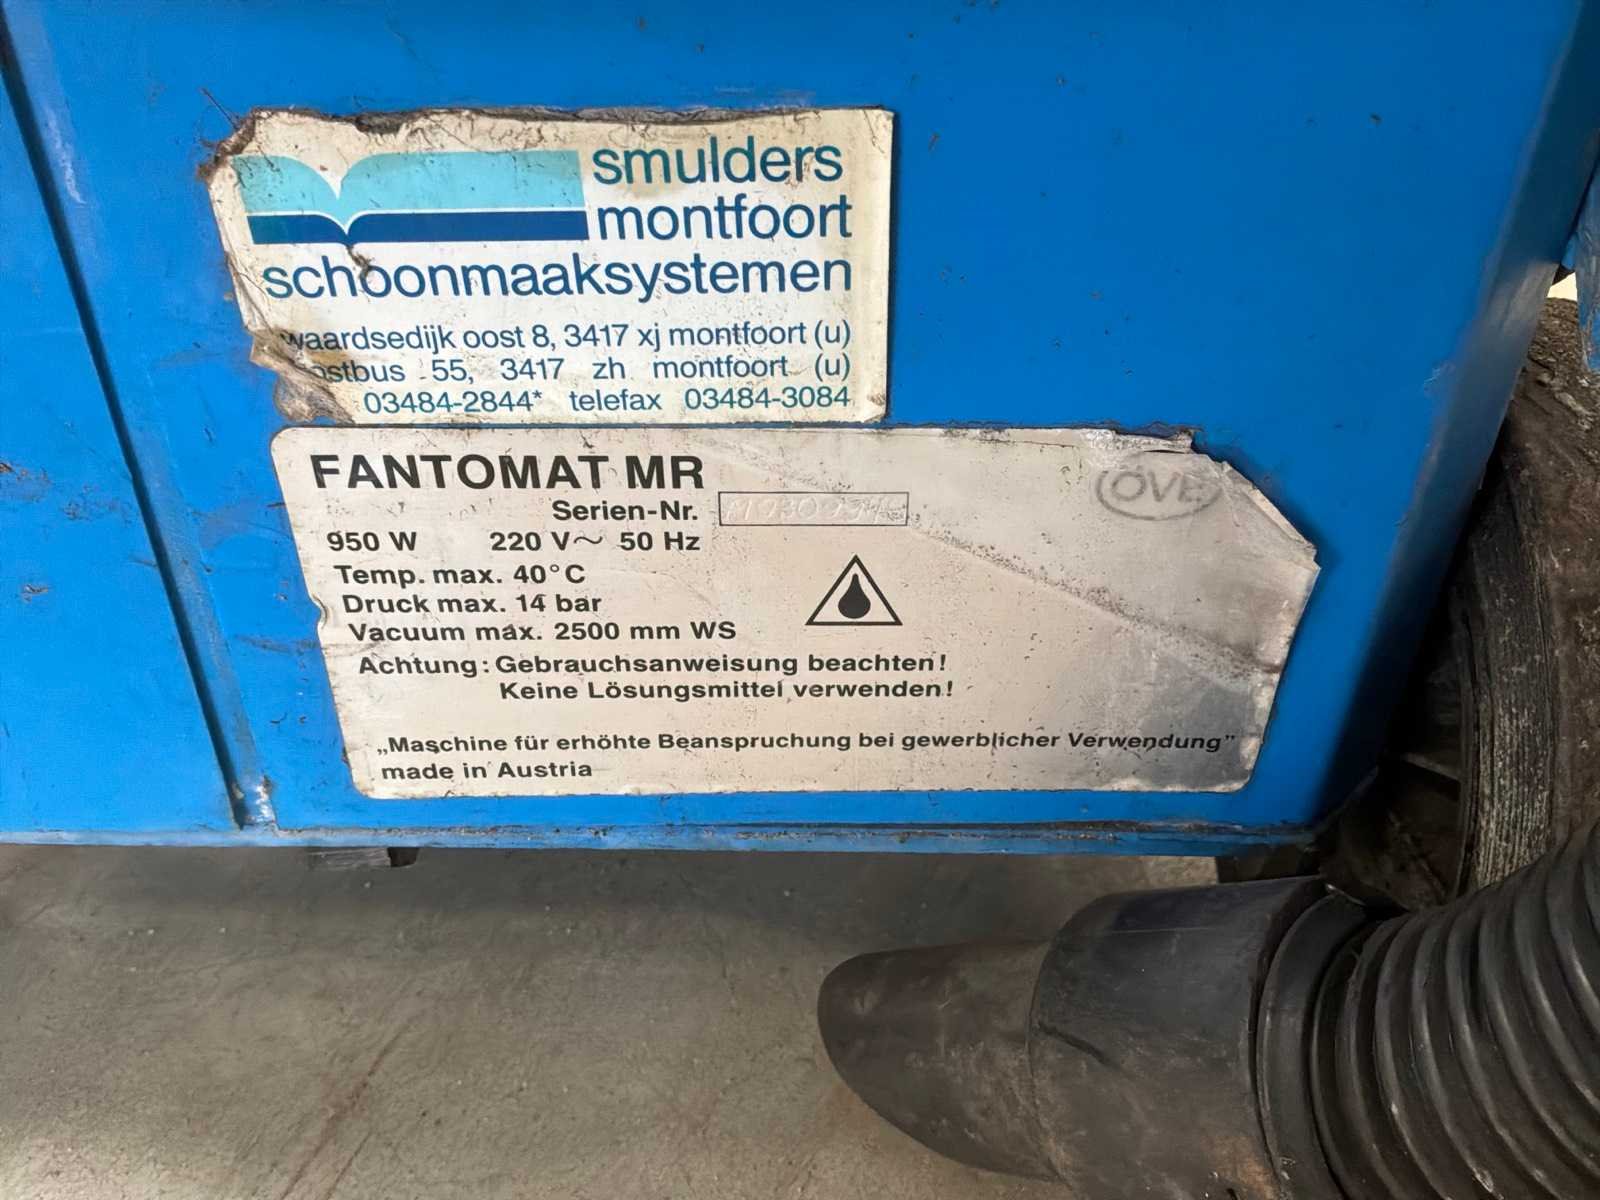 smulders
montfoort
schoonmaaksystemen
waardsedijk oost 8, 3417 xj montfoort (u)
55, 3417 zh montfoort (u)
03484-2844* telefax 03484-3084
FANTOMAT MR
ÖVE
Serien-Nr.
950 W 220 V~ 50 Hz
Temp. max. 40°C
Druck max. 14 bar
Vacuum max. 2500 mm WS
Achtung: Gebrauchsanweisung beachten!
Keine Lösungsmittel verwenden!
„Maschine für erhöhte Beanspruchung bei gewerblicher Verwendung"
made in Austria